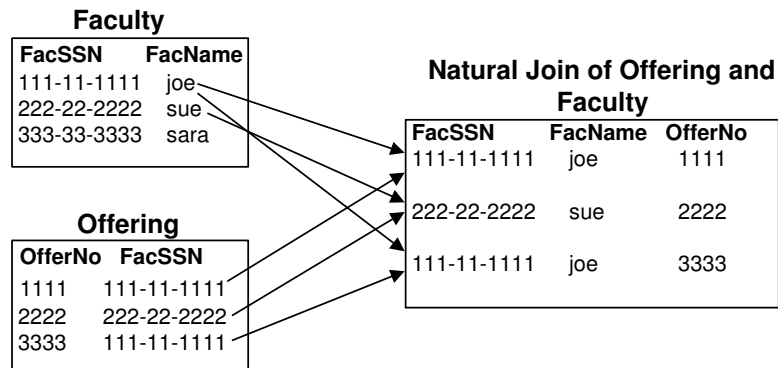 Faculty
FacSSN FacName
111-11-1111 joe
222-22-2222 sue
333-33-3333 sara
Offering
OfferNo FacSSN
1111 111-11-1111
2222 222-22-2222
3333 111-11-1111
Natural Join of Offering and
Faculty
FacSSN FacName OfferNo
111-11-1111 joe 1111
222-22-2222 sue 2222
111-11-1111 joe 3333